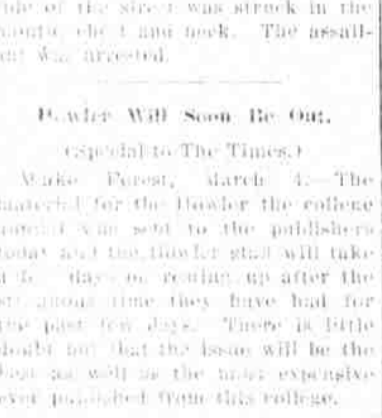 side of the street was struck in the
mouth, chest and neck. The assail-
ant was arrested.
Howler Will Soon Be Out.
(Special to The Times.)
Wake Forest, March 4.—The
material for the Howler the college
annual was sent to the publishers
today and the Howler staff will take
a few days of resting up after the
strenuous time they have had for
the past few days. There is little
doubt but that the issue will be the
best as well as the most expensive
ever published from this college.